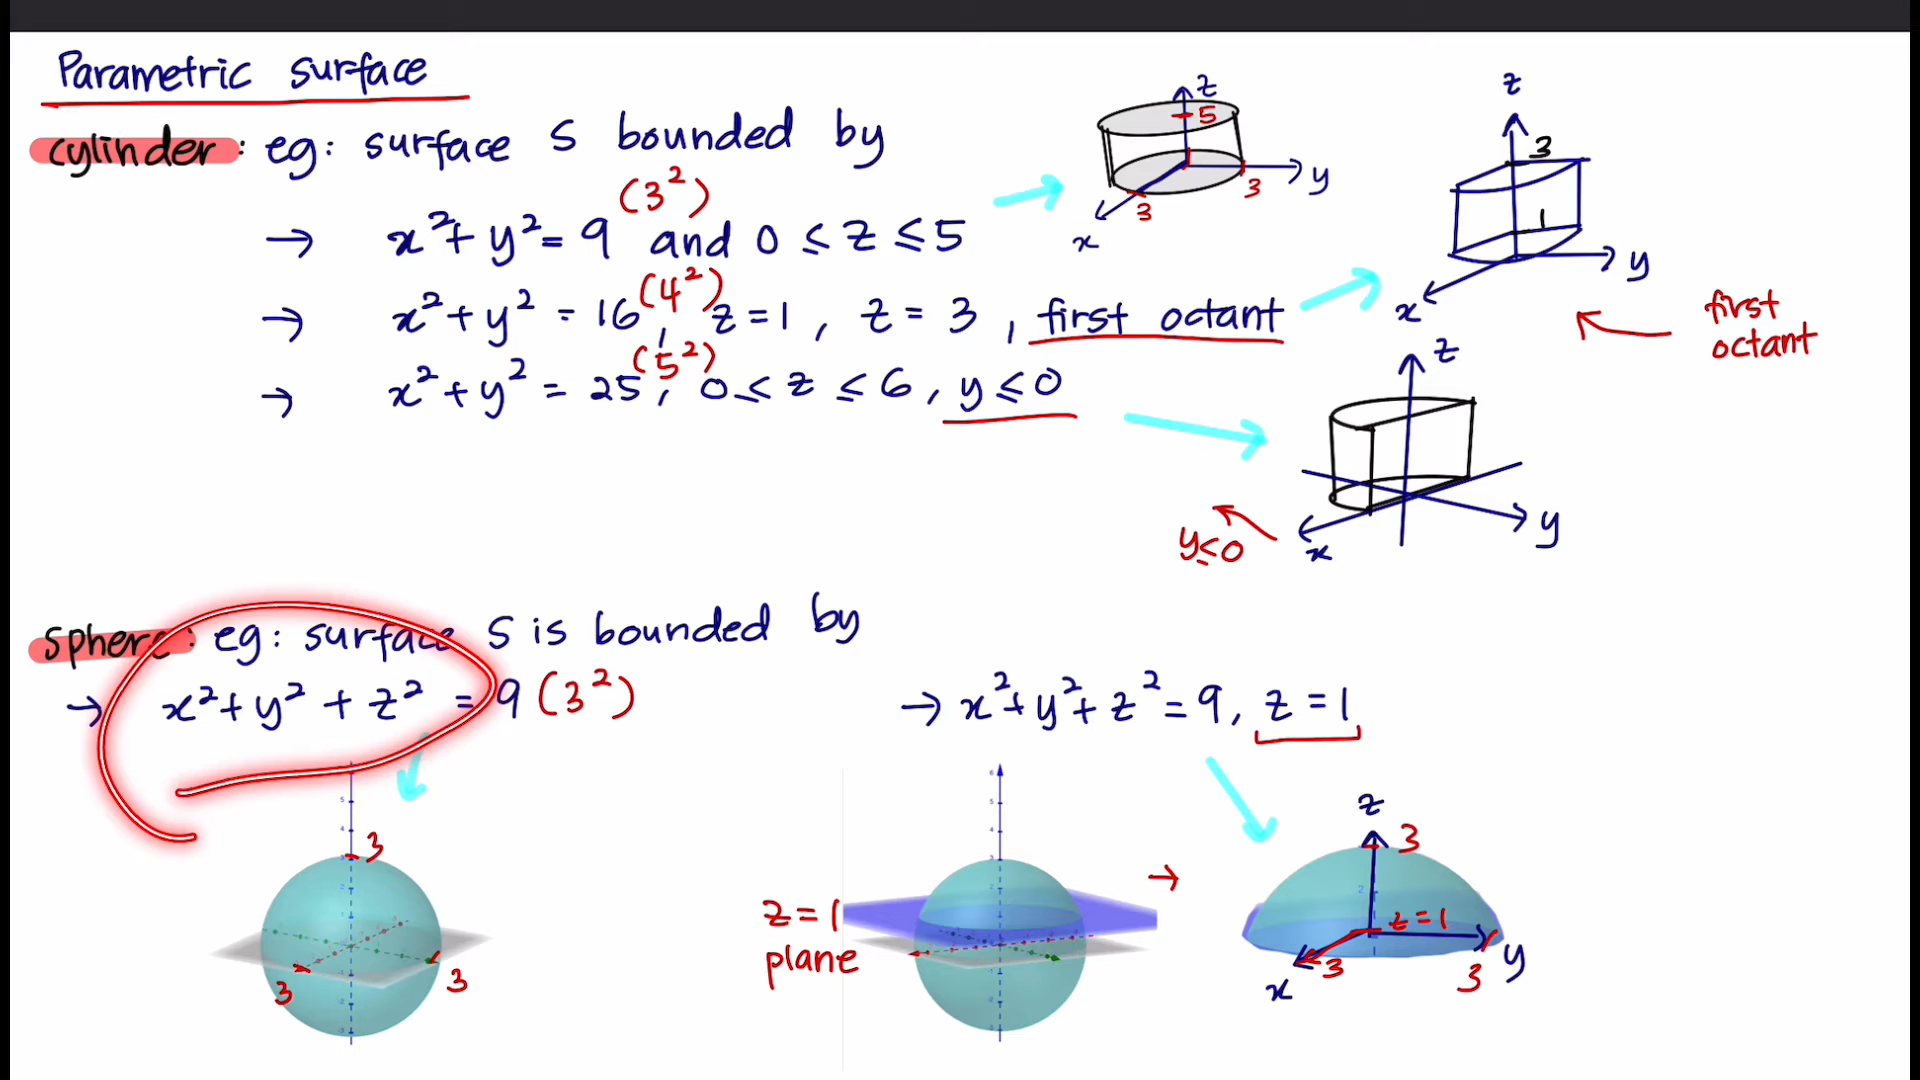 Parametric surface
cylinder: eg: surface S bounded by
→ x²+ y²= 9 (3²) and 0 ≤ z ≤ 5
→ x²+ y² = 16 (4²), z = 1, z = 3, first octant
→ x²+ y² = 25 (5²), 0 ≤ z ≤ 6, y ≤ 0
z
5
3
3
y
x
z
3
1
y
x
first
octant
z
y
x
y≤0
sphere: eg: surface S is bounded by
→ x²+ y² + z² = 9 (3²)
→ x²+ y²+ z² = 9, z = 1
3
3
3
z = 1
plane
→
z
3
z = 1
3
3
y
x